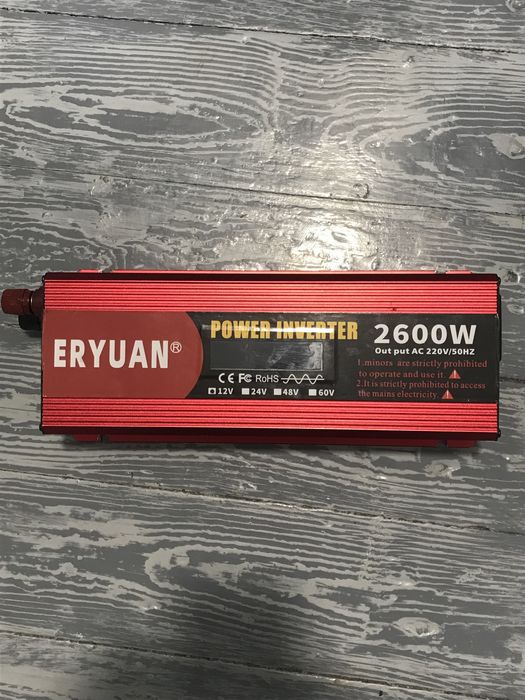 ERYUAN®
POWER INVERTER
CE FC RoHS
12V 24V 48V 60V
2600W
Out put AC 220V/50HZ
1.minors are strictly prohibited
to operate and use it.
2.It is strictly prohibited to access
the mains electricity.